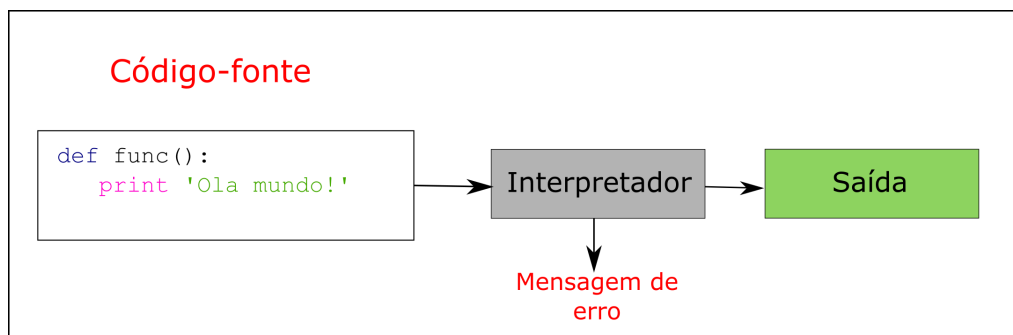 Código-fonte
def func():
   print 'Ola mundo!'
Interpretador
Saída
Mensagem de
erro